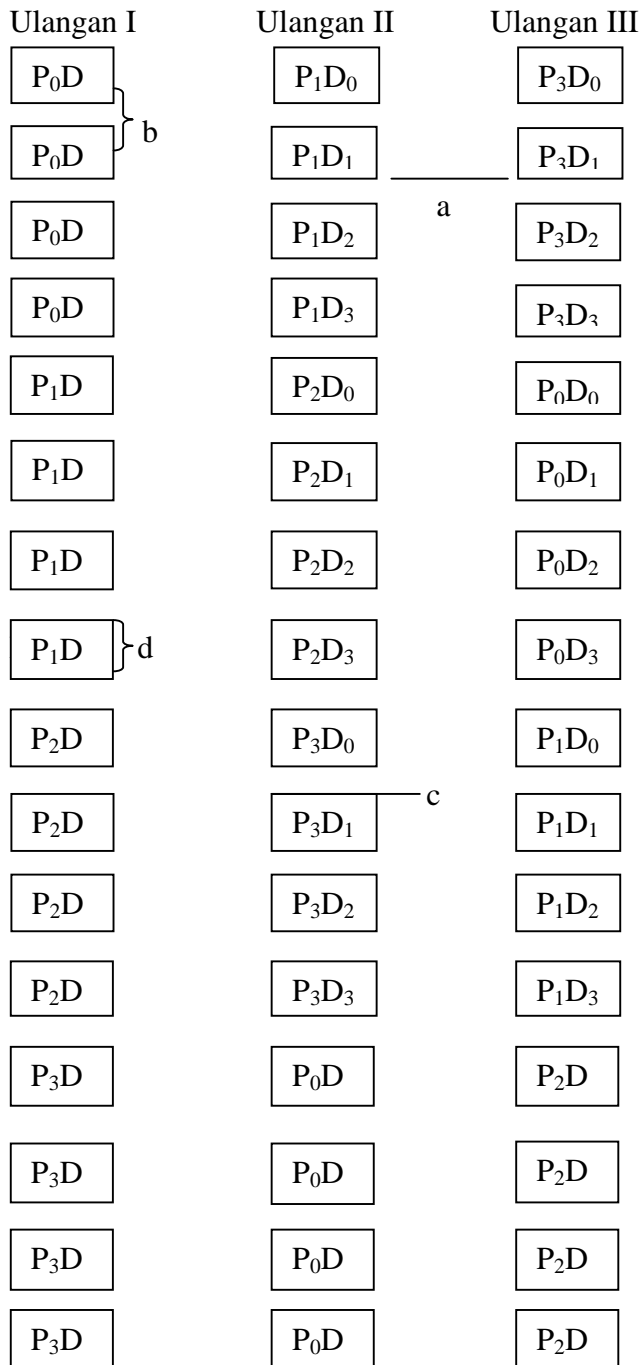 Ulangan I Ulangan II Ulangan III
P₀D P₁D₀ P₃D₀
b
P₀D P₁D₁ P₃D₁
a
P₀D P₁D₂ P₃D₂
P₀D P₁D₃ P₃D₃
P₁D P₂D₀ P₀D₀
P₁D P₂D₁ P₀D₁
P₁D P₂D₂ P₀D₂
P₁D d P₂D₃ P₀D₃
P₂D P₃D₀ P₁D₀
c
P₂D P₃D₁ P₁D₁
P₂D P₃D₂ P₁D₂
P₂D P₃D₃ P₁D₃
P₃D P₀D P₂D
P₃D P₀D P₂D
P₃D P₀D P₂D
P₃D P₀D P₂D